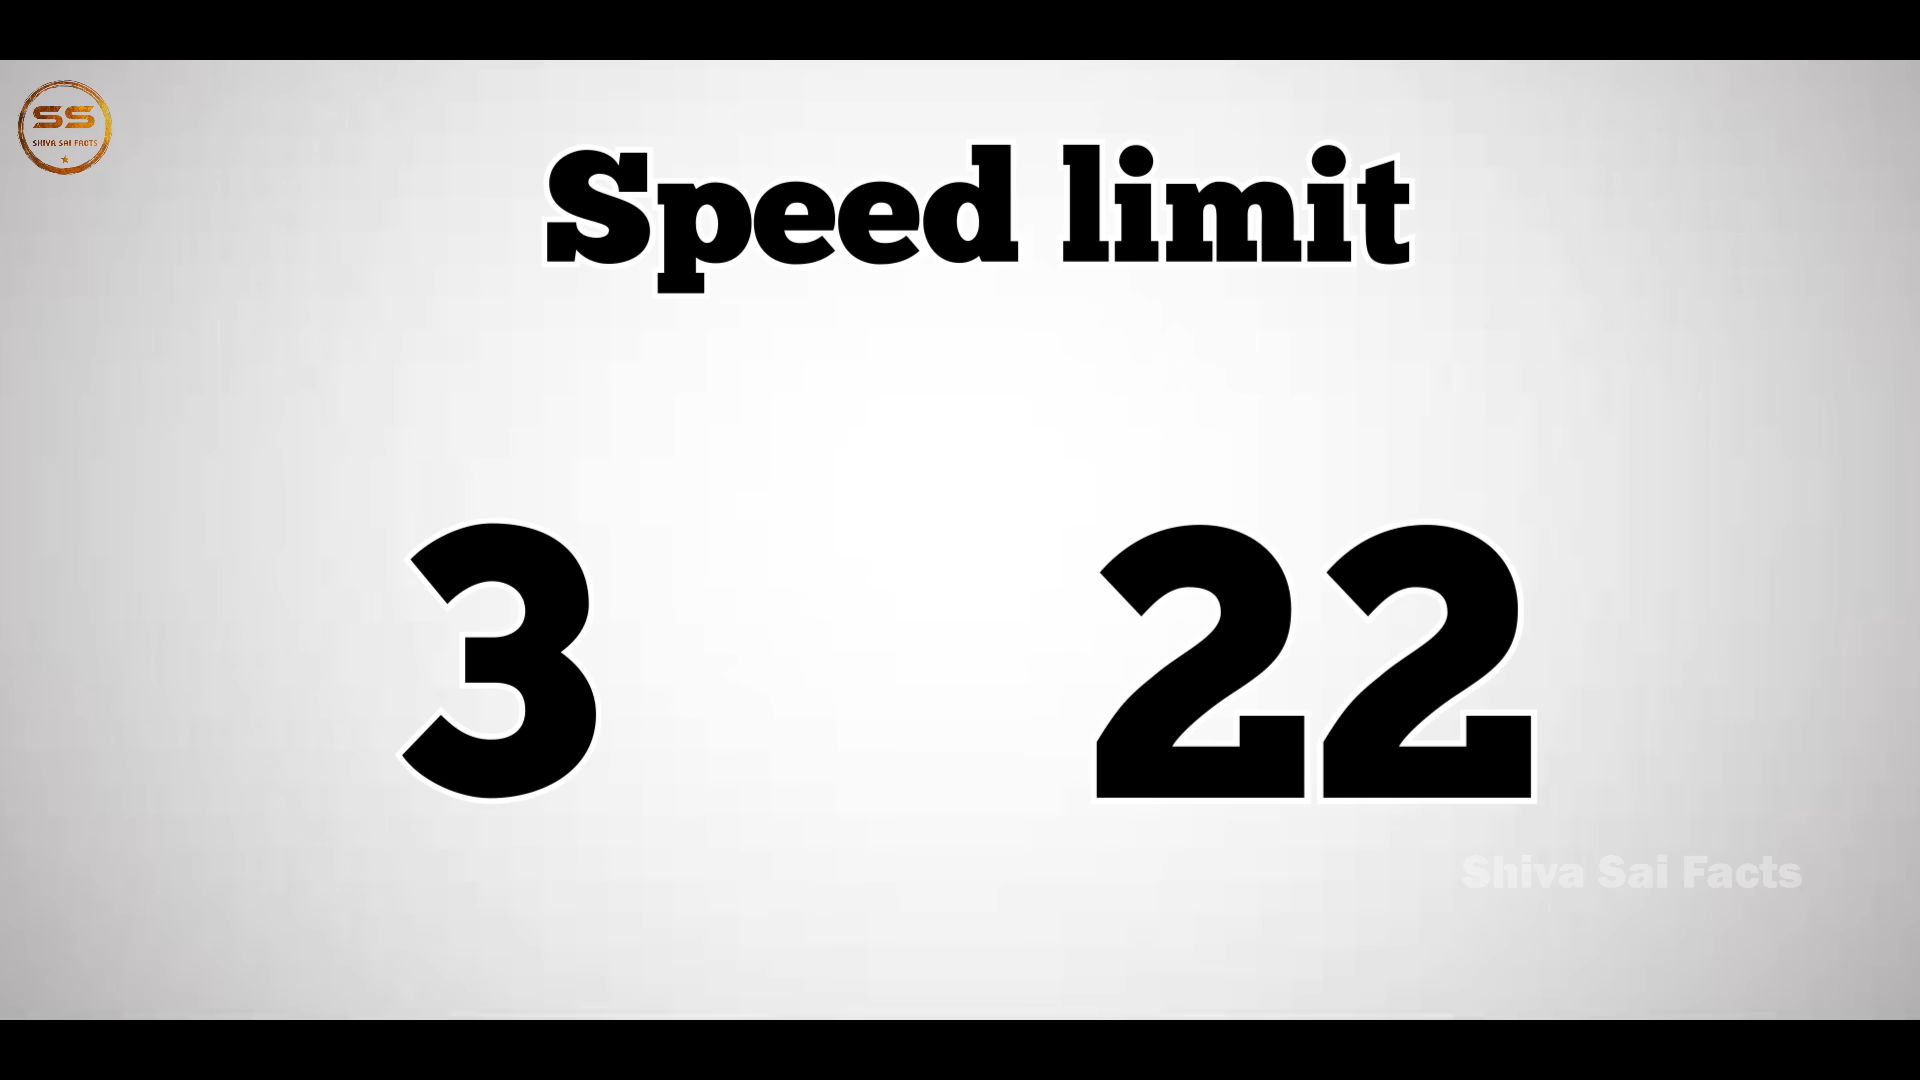 SS
SHIVA SAI FACTS
Speed limit
3 22
Shiva Sai Facts